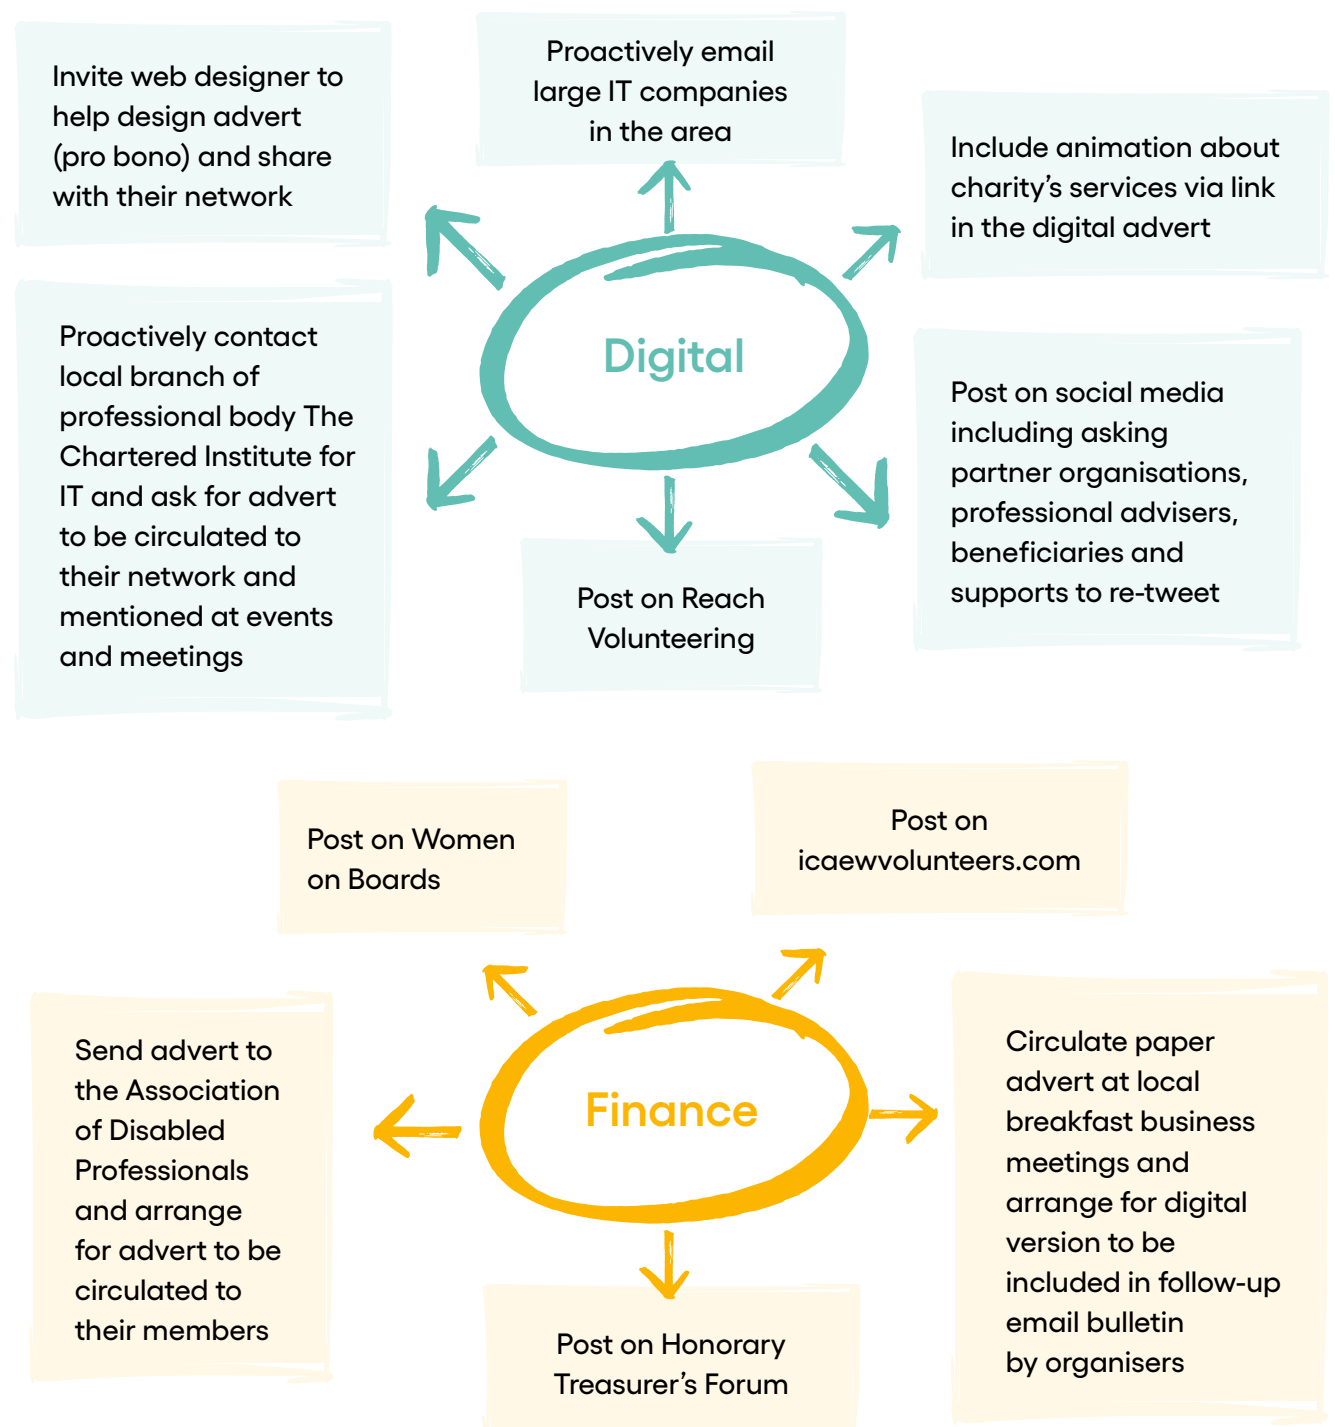 Invite web designer to
help design advert
(pro bono) and share
with their network
Proactively email
large IT companies
in the area
Include animation about
charity’s services via link
in the digital advert
Digital
Proactively contact
local branch of
professional body The
Chartered Institute for
IT and ask for advert
to be circulated to
their network and
mentioned at events
and meetings
Post on social media
including asking
partner organisations,
professional advisers,
beneficiaries and
supports to re-tweet
Post on Reach
Volunteering
Post on Women
on Boards
Post on
icaewvolunteers.com
Finance
Send advert to
the Association
of Disabled
Professionals
and arrange
for advert to be
circulated to
their members
Circulate paper
advert at local
breakfast business
meetings and
arrange for digital
version to be
included in follow-up
email bulletin
by organisers
Post on Honorary
Treasurer’s Forum